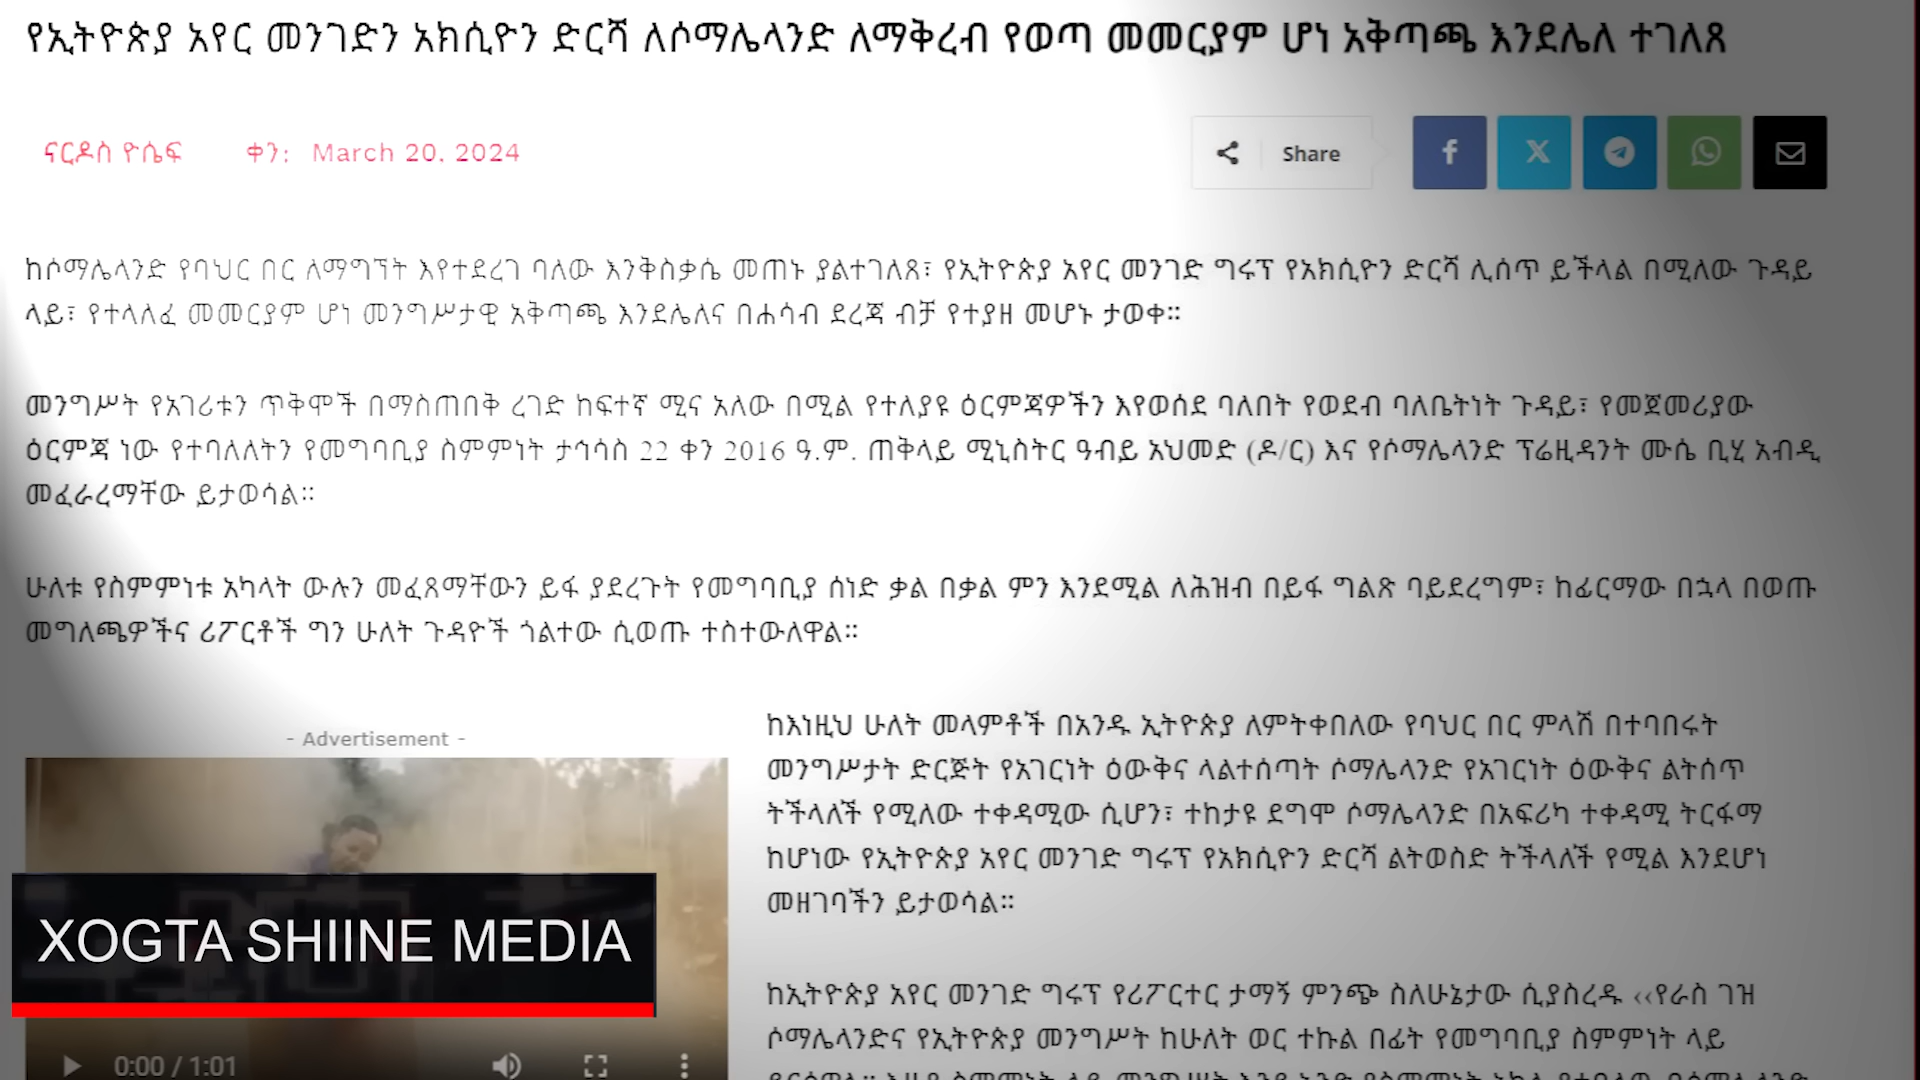 የኢትዮጵያ አየር መንገድን አክሲዮን ድርሻ ለሶማሌላንድ ለማቅረብ የወጣ መመርያም ሆነ አቅጣጫ እንደሌለ ተገለጸ
ናርዶስ ዮሴፍ ቀን: March 20, 2024
Share
ከሶማሌላንድ የባህር በር ለማግኘት እየተደረገ ባለው እንቅስቃሴ መጠኑ ያልተገለጸ፣ የኢትዮጵያ አየር መንገድ ግሩፕ የአክሲዮን ድርሻ ሊሰጥ ይችላል በሚለው ጉዳይ
ላይ፣ የተላለፈ መመርያም ሆነ መንግሥታዊ አቅጣጫ እንደሌለና በሐሳብ ደረጃ ብቻ የተያዘ መሆኑ ታወቀ።
መንግሥት የአገሪቱን ጥቅሞች በማስጠበቅ ረገድ ከፍተኛ ሚና አለው በሚል የተለያዩ ዕርምጃዎችን እየወሰደ ባለበት የወደብ ባለቤትነት ጉዳይ፣ የመጀመሪያው
ዕርምጃ ነው የተባለለትን የመግባቢያ ስምምነት ታኅሳስ 22 ቀን 2016 ዓ.ም. ጠቅላይ ሚኒስትር ዓብይ አህመድ (ዶ/ር) እና የሶማሌላንድ ፕሬዚዳንት ሙሴ ቢሂ አብዲ
መፈራረማቸው ይታወሳል።
ሁለቱ የስምምነቱ አካላት ውሉን መፈጸማቸውን ይፋ ያደረጉት የመግባቢያ ሰነድ ቃል በቃል ምን እንደሚል ለሕዝብ በይፋ ግልጽ ባይደረግም፣ ከፊርማው በኋላ በወጡ
መግለጫዎችና ሪፖርቶች ግን ሁለት ጉዳዮች ጎልተው ሲወጡ ተስተውለዋል።
- Advertisement -
ከእነዚህ ሁለት መላምቶች በአንዱ ኢትዮጵያ ለምትቀበለው የባህር በር ምላሽ በተባበሩት
መንግሥታት ድርጅት የአገርነት ዕውቅና ላልተሰጣት ሶማሌላንድ የአገርነት ዕውቅና ልትሰጥ
ትችላለች የሚለው ተቀዳሚው ሲሆን፣ ተከታዩ ደግሞ ሶማሌላንድ በአፍሪካ ተቀዳሚ ትርፋማ
ከሆነው የኢትዮጵያ አየር መንገድ ግሩፕ የአክሲዮን ድርሻ ልትወስድ ትችላለች የሚል እንደሆነ
መዘገባችን ይታወሳል።
ከኢትዮጵያ አየር መንገድ ግሩፕ የሪፖርተር ታማኝ ምንጭ ስለሁኔታው ሲያስረዱ ‹‹የራስ ገዝ
ሶማሌላንድና የኢትዮጵያ መንግሥት ከሁለት ወር ተኩል በፊት የመግባቢያ ስምምነት ላይ
XOGTA SHIINE MEDIA
0:00 / 1:01